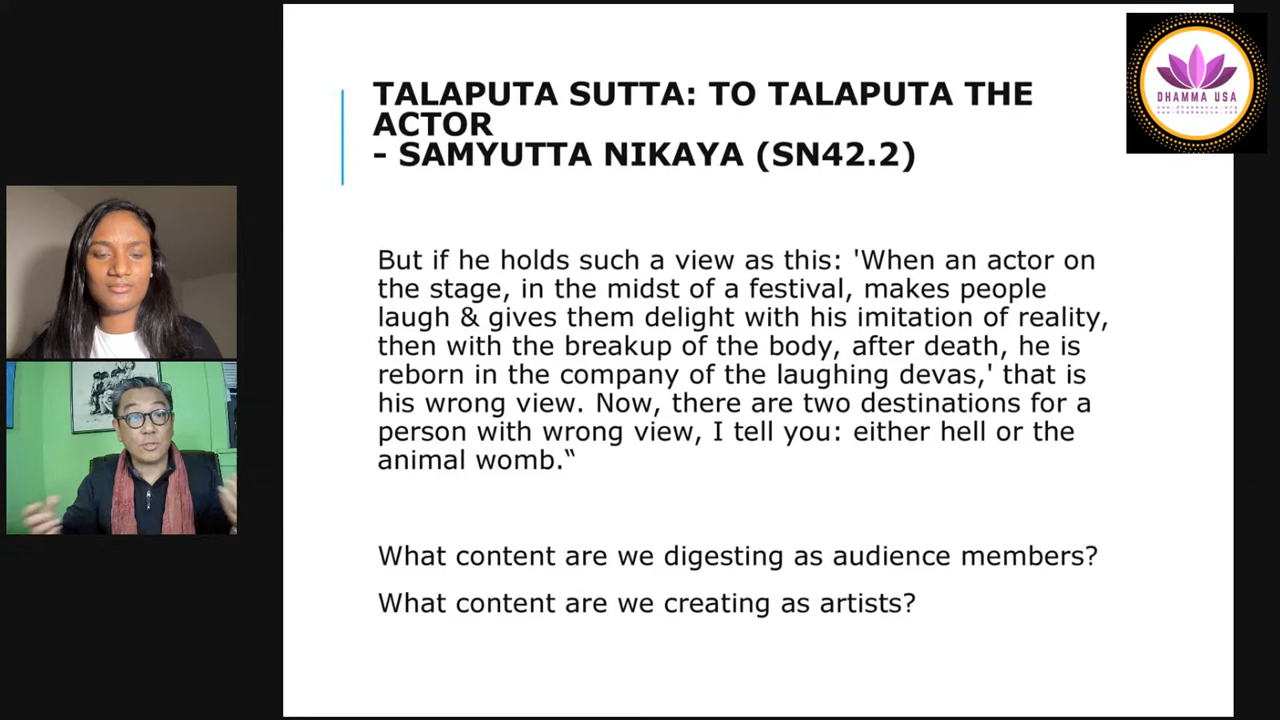 TALAPUTA SUTTA: TO TALAPUTA THE
ACTOR
- SAMYUTTA NIKAYA (SN42.2)
But if he holds such a view as this: 'When an actor on
the stage, in the midst of a festival, makes people
laugh & gives them delight with his imitation of reality,
then with the breakup of the body, after death, he is
reborn in the company of the laughing devas,' that is
his wrong view. Now, there are two destinations for a
person with wrong view, I tell you: either hell or the
animal womb.“
What content are we digesting as audience members?
What content are we creating as artists?
DHAMMA USA